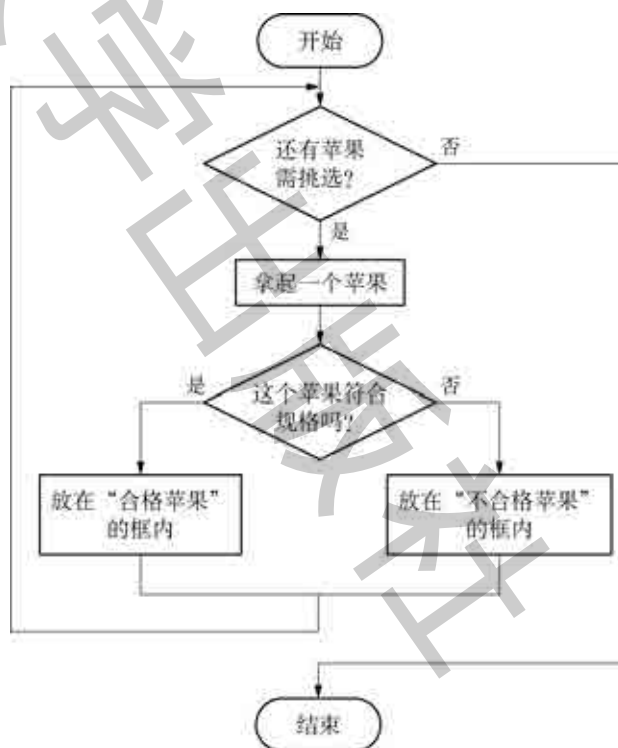 开始
还有苹果
需挑选?
否
是
拿起一个苹果
是
这个苹果符合
规格吗?
否
放在“合格苹果”
的框内
放在“不合格苹果”
的框内
结束